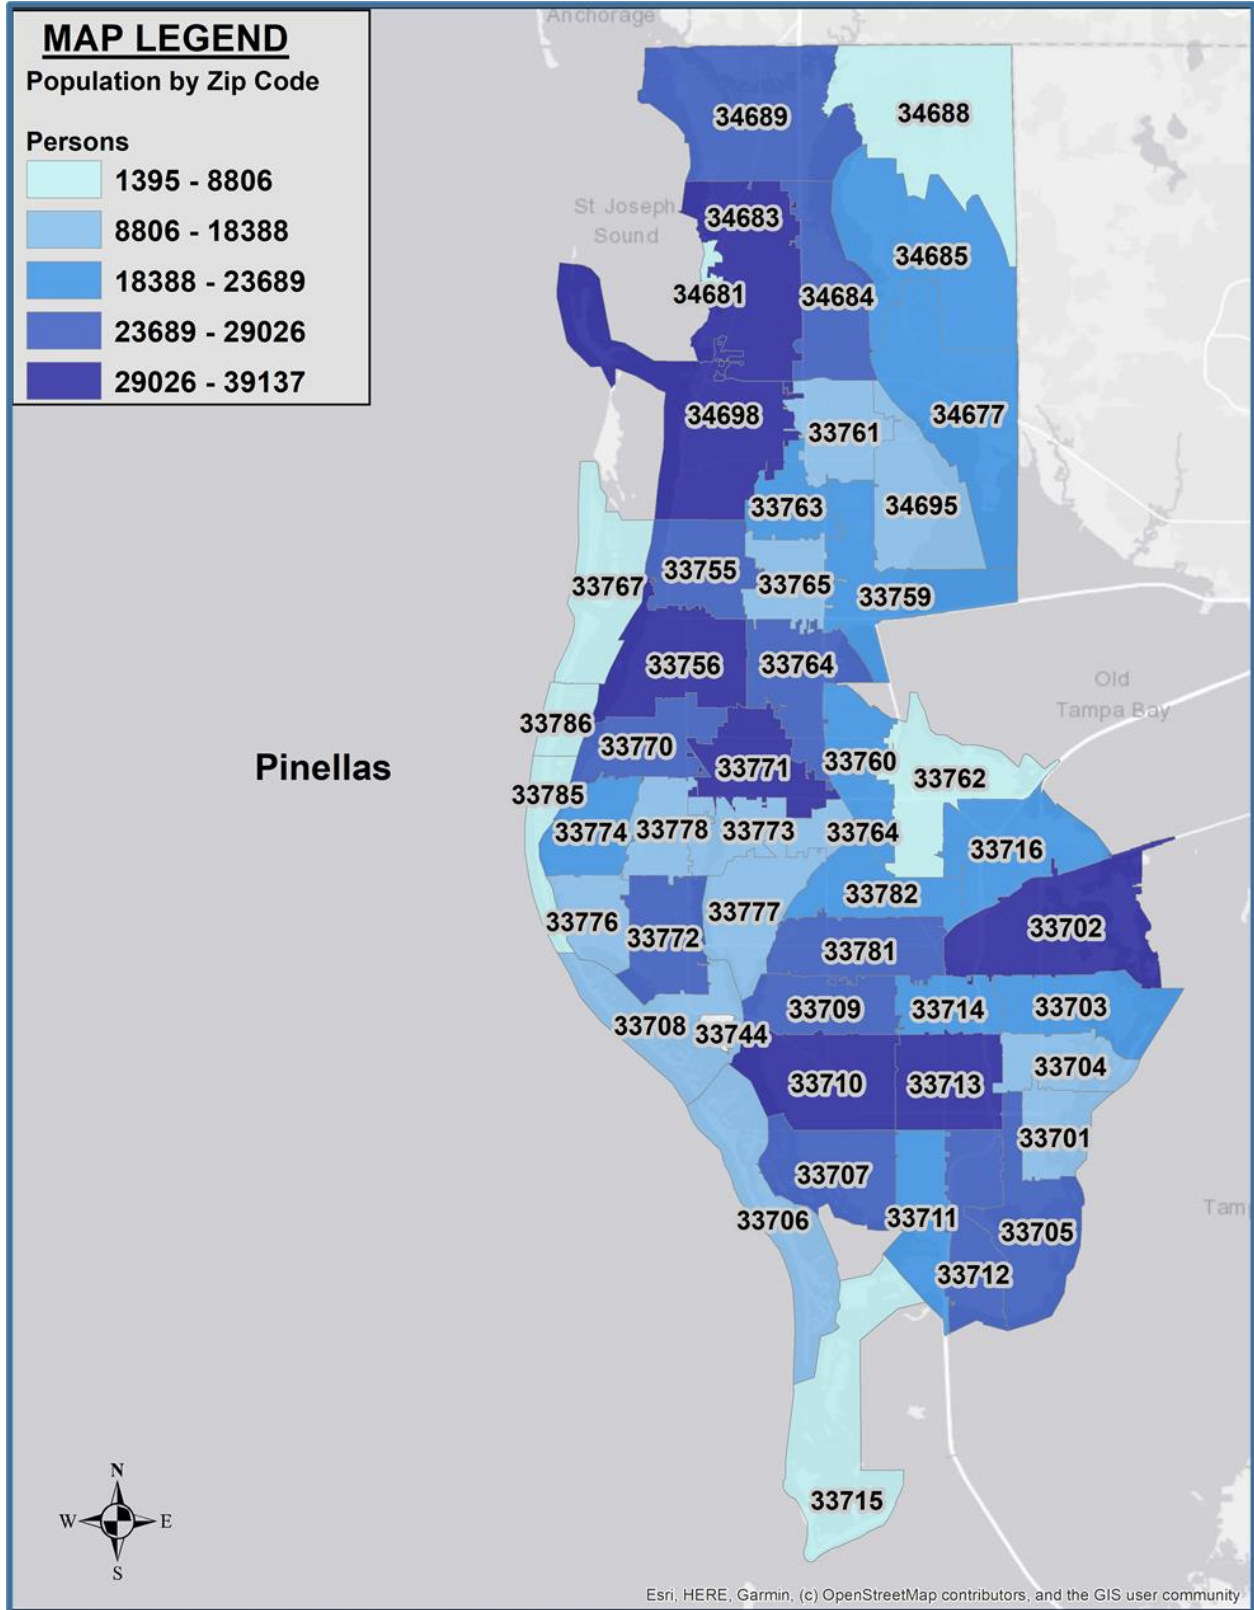 Anchorage
MAP LEGEND
Population by Zip Code
Persons
1395 - 8806
8806 - 18388
18388 - 23689
23689 - 29026
29026 - 39137
34689
34688
St Joseph
Sound
34683
34685
34681
34684
34698
34677
33761
33763
34695
33755
33765
33767
33759
33756
33764
Old
Tampa Bay
33786
33770
33760
Pinellas
33771
33762
33785
33774
33778
33773
33764
33716
33782
33776
33777
33772
33702
33781
33708
33744
33709
33714
33703
33710
33713
33704
33701
33707
33706
33711
33705
Tam
33712
33715
N
W
E
S
Esri, HERE, Garmin, (c) OpenStreetMap contributors, and the GIS user community